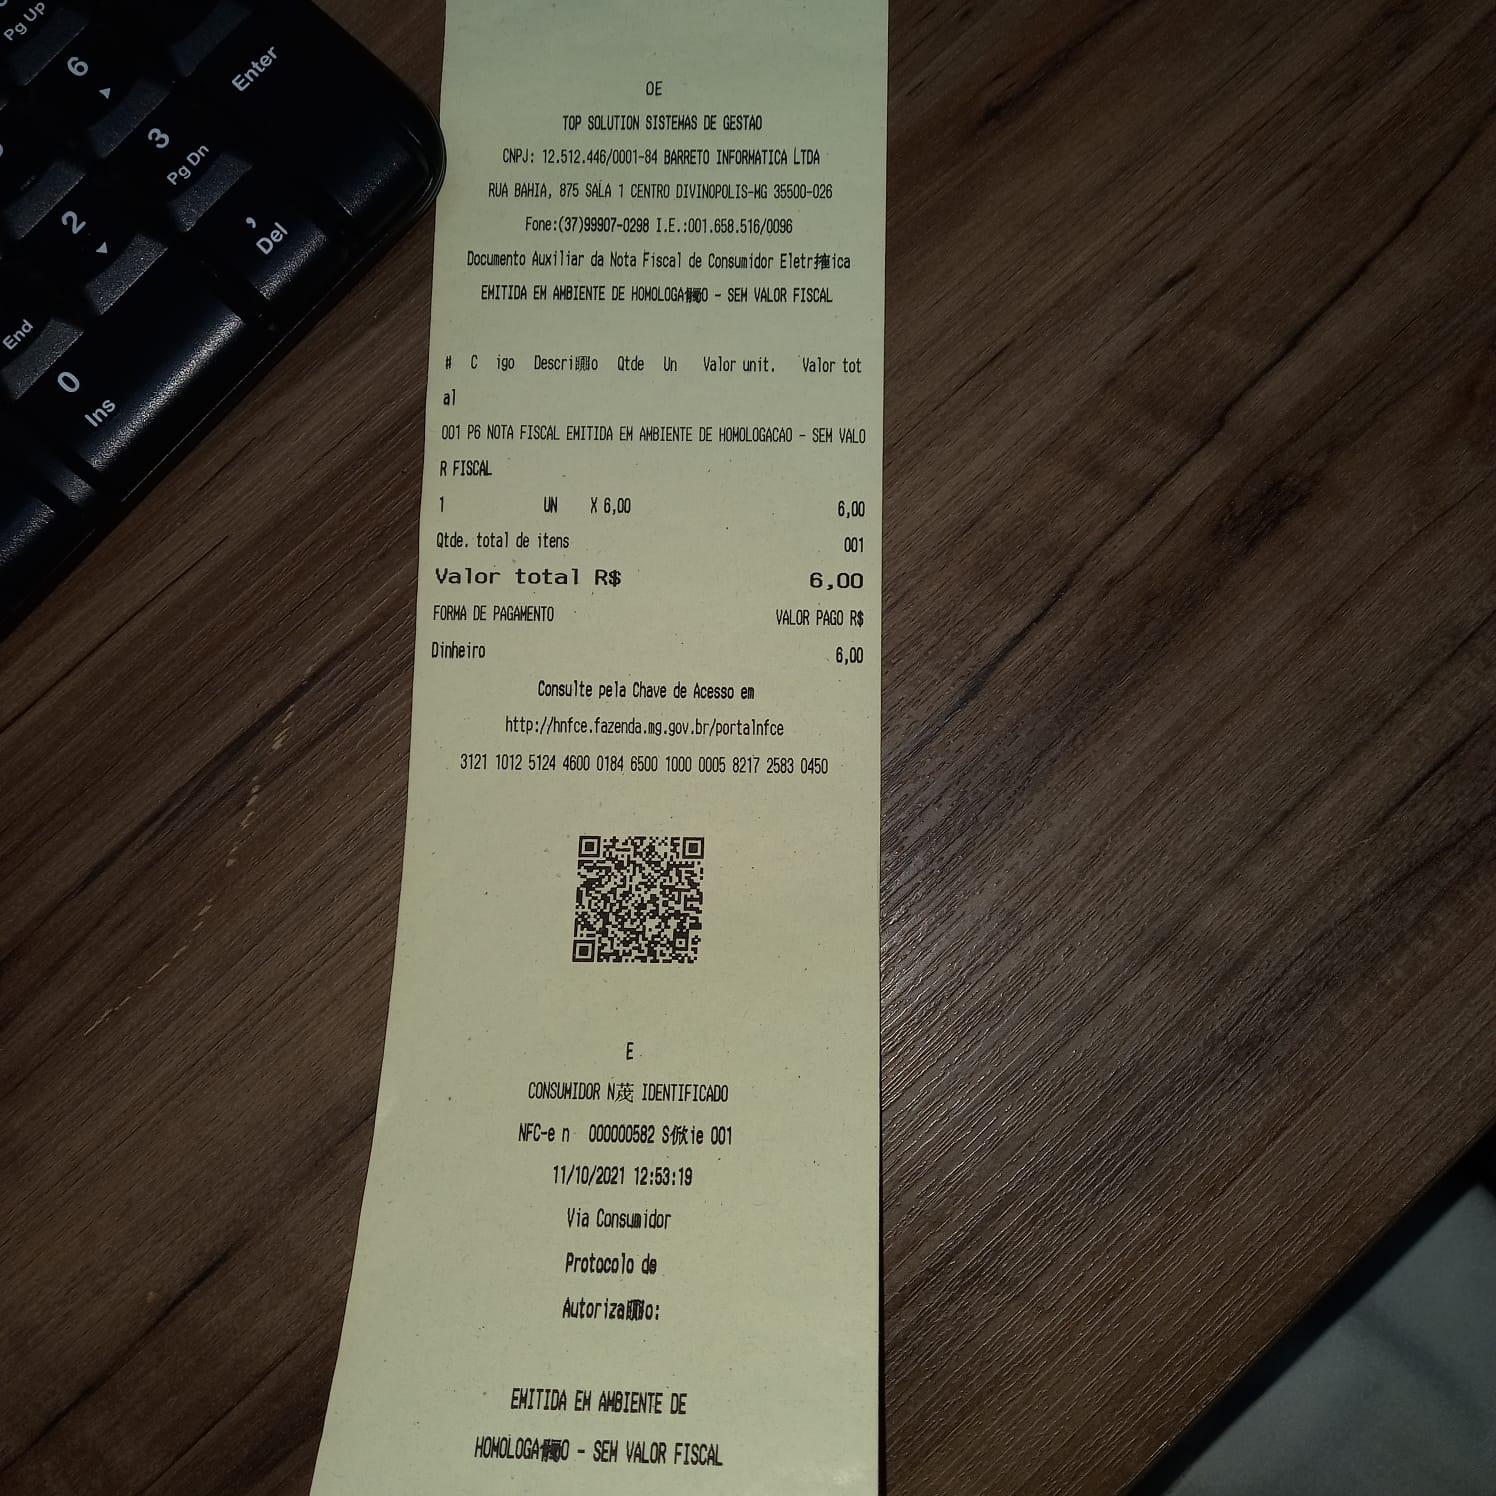 Pg Up
6
Enter
3
Pg Dn
2
,
Del
End
0
Ins
OE
TOP SOLUTION SISTEMAS DE GESTAO
CNPJ: 12.512.446/0001-84 BARRETO INFORMATICA LTDA
RUA BAHIA, 875 SALA 1 CENTRO DIVINOPOLIS-MG 35500-026
Fone:(37)99907-0298 I.E.:001.658.516/0096
Documento Auxiliar da Nota Fiscal de Consumidor
EMITIDA EM AMBIENTE DE - SEM VALOR FISCAL
# C igo Qtde Un Valor unit. Valor tot
al
001 P6 NOTA FISCAL EMITIDA EM AMBIENTE DE HOMOLOGACAO - SEM VALO
R FISCAL
1 UN X 6,00 6,00
Qtde. total de itens 001
Valor total R$ 6,00
FORMA DE PAGAMENTO VALOR PAGO R$
Dinheiro 6,00
Consulte pela Chave de Acesso em
http://hnfce.fazenda.mg.gov.br/portalnfce
3121 1012 5124 4600 0184 6500 1000 0005 8217 2583 0450
E
CONSUMIDOR N茂 IDENTIFICADO
NFC-e n 000000582 001
11/10/2021 12:53:19
Via Consumidor
Protocolo de
EMITIDA EM AMBIENTE DE
- SEM VALOR FISCAL